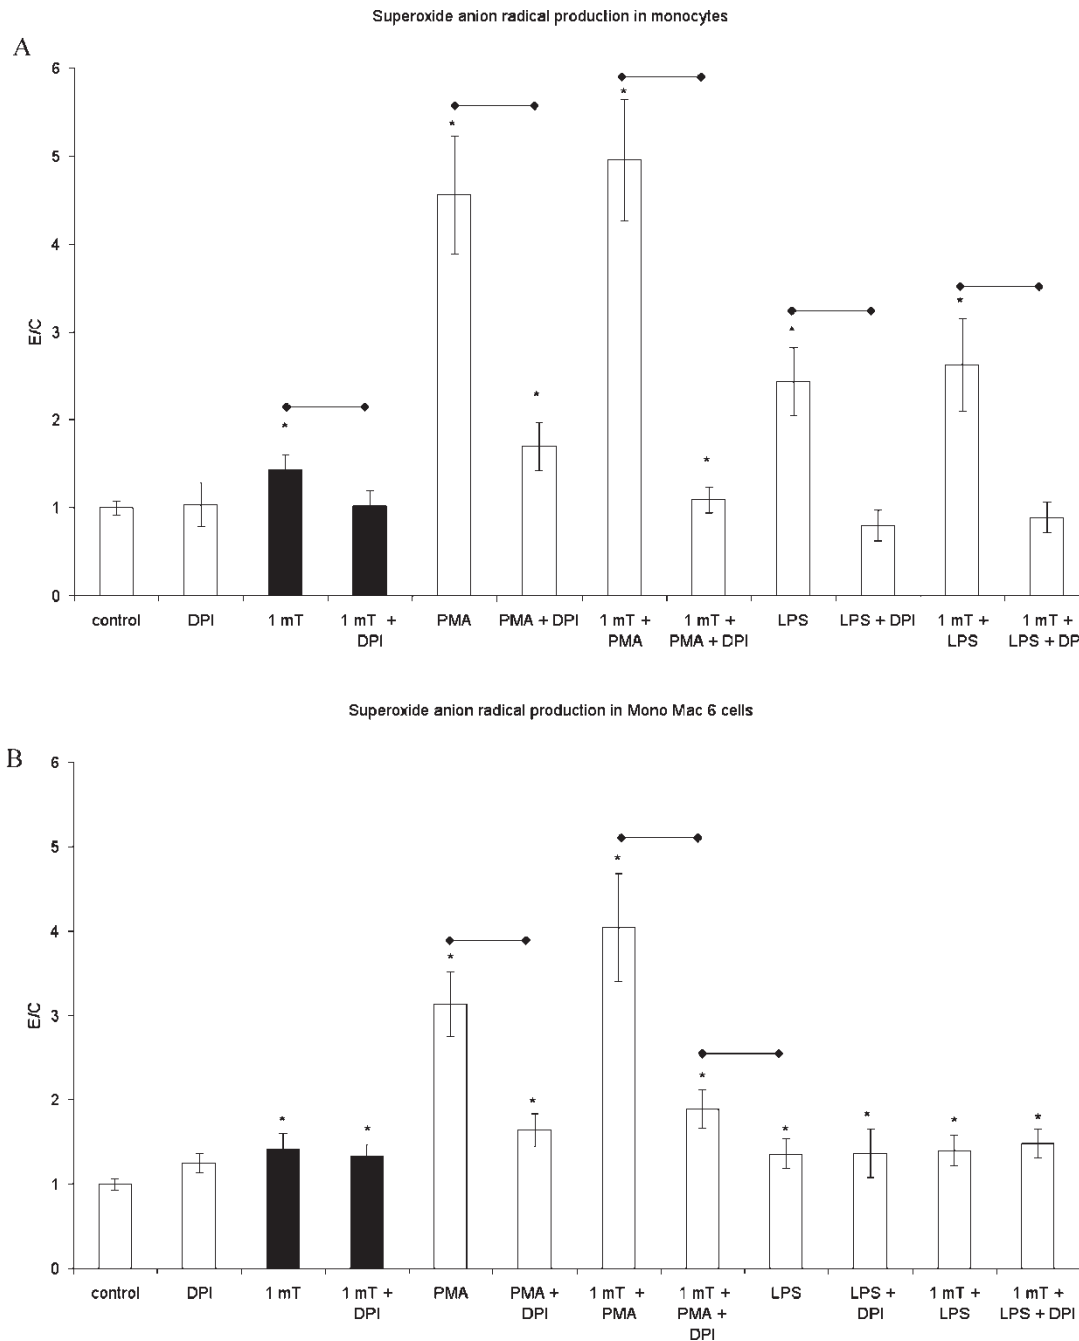 Superoxide anion radical production in monocytes
A
6
5
4
3
2
1
0
E/C
control DPI 1 mT 1 mT + DPI PMA PMA + DPI 1 mT + PMA 1 mT + PMA + DPI LPS LPS + DPI 1 mT + LPS 1 mT + LPS + DP
Superoxide anion radical production in Mono Mac 6 cells
B
6
5
4
3
2
1
0
E/C
control DPI 1 mT 1 mT + DPI PMA PMA + DPI 1 mT + PMA 1 mT + PMA + DPI LPS LPS + DPI 1 mT + LPS 1 mT + LPS + DPI